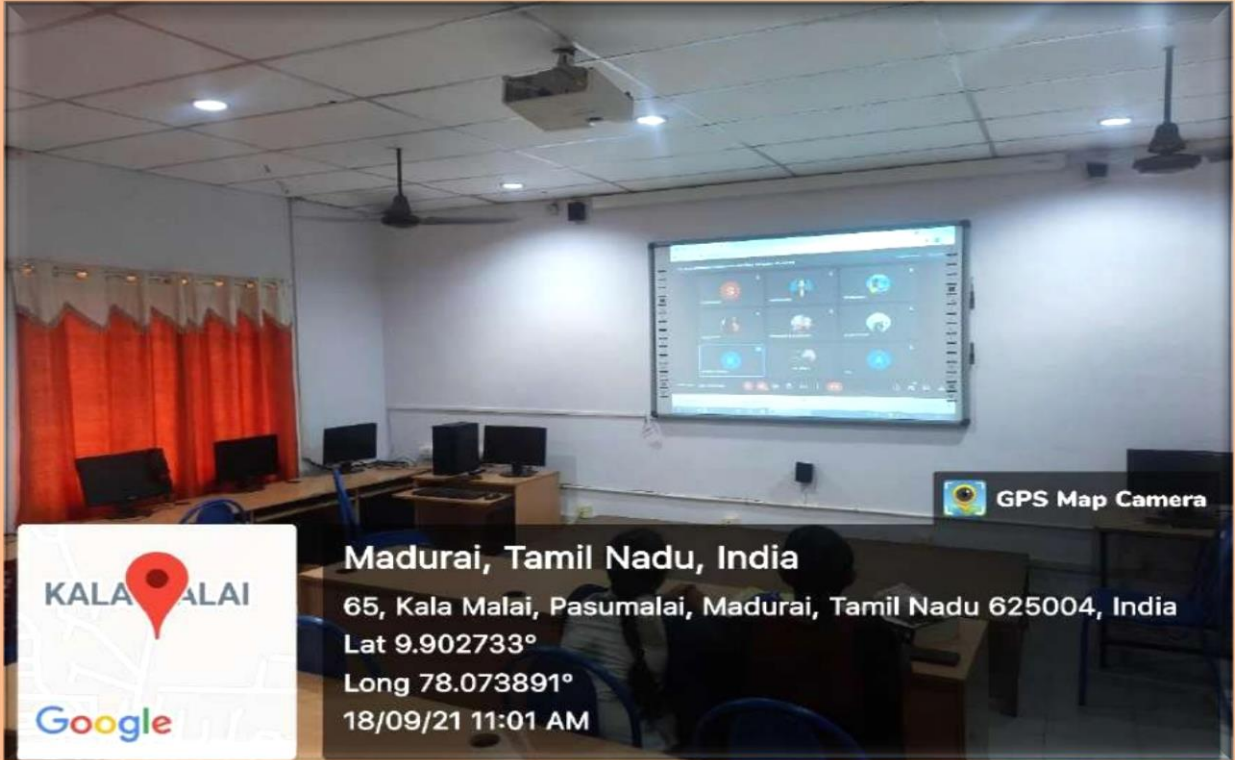 GPS Map Camera
KALA MALAI
Madurai, Tamil Nadu, India
65, Kala Malai, Pasumalai, Madurai, Tamil Nadu 625004, India
Lat 9.902733°
Long 78.073891°
18/09/21 11:01 AM
Google
S
A